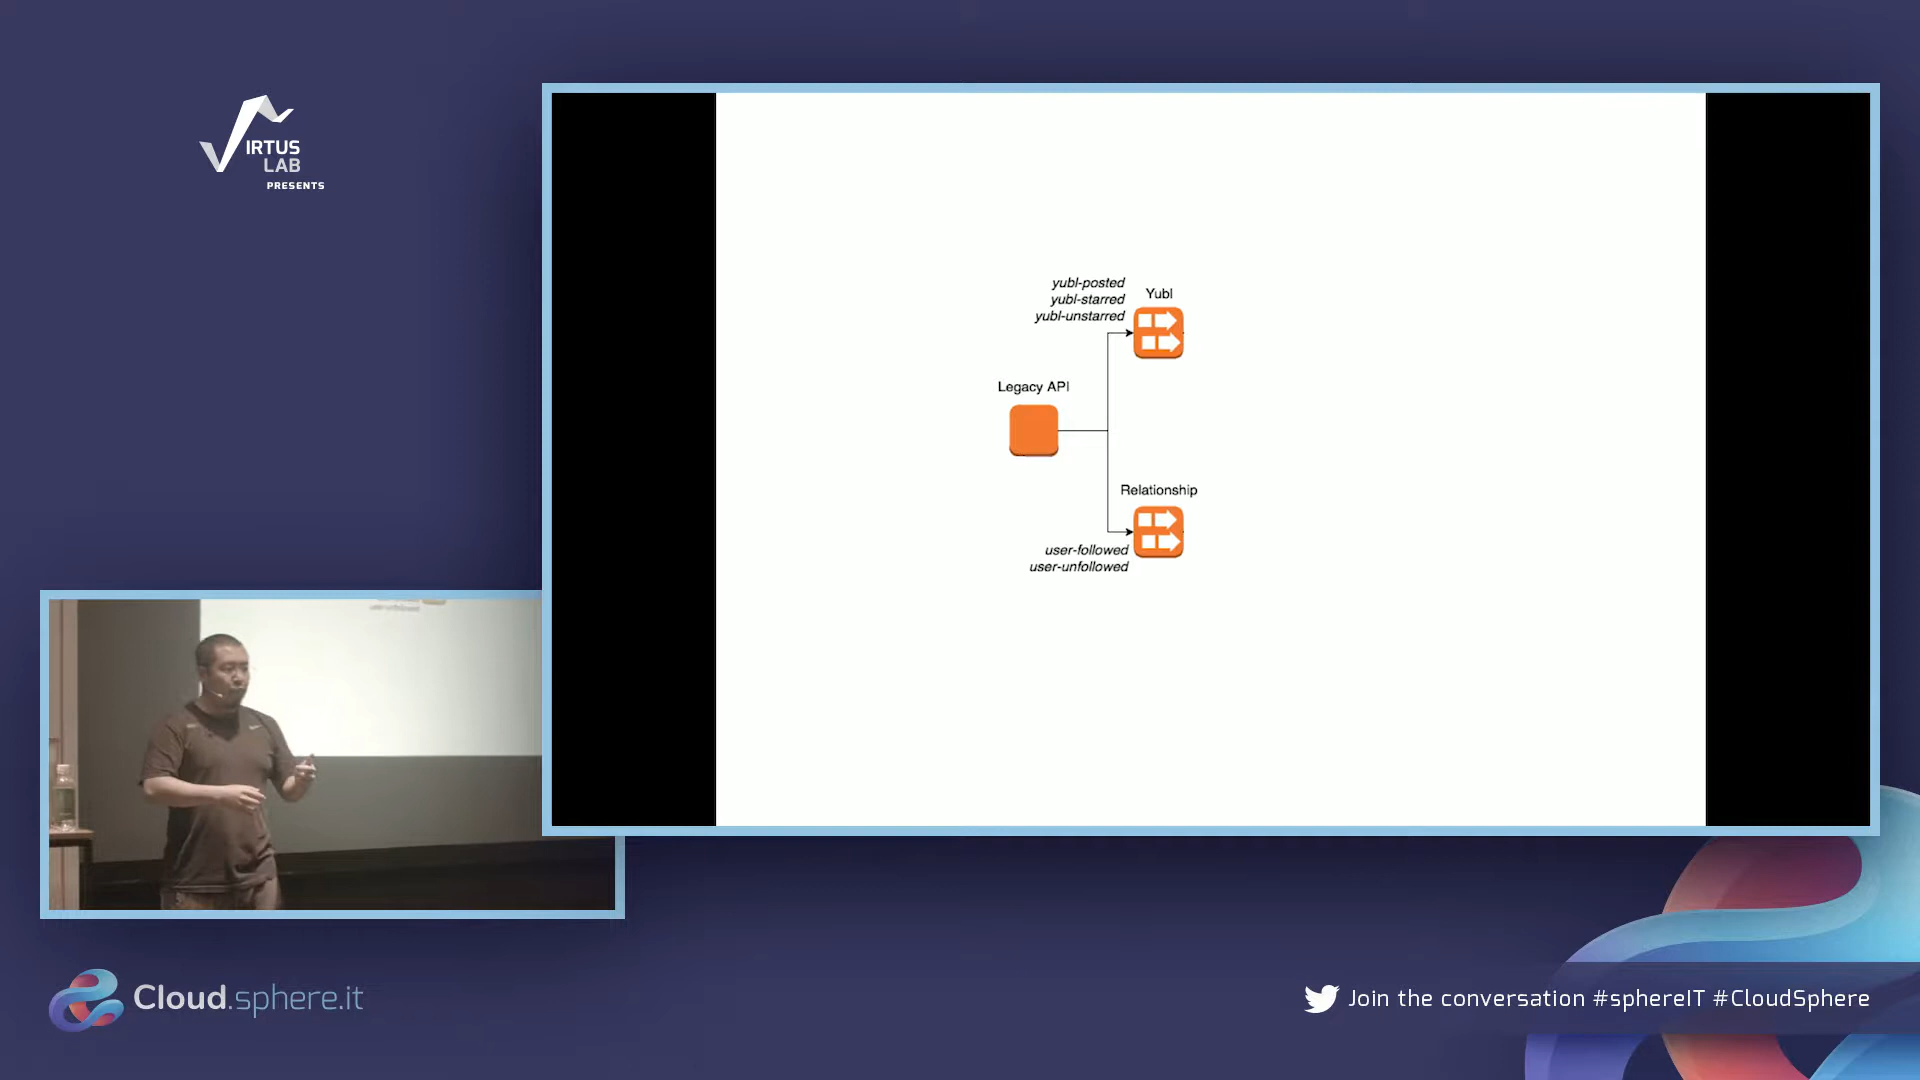 IRTUS
LAB
PRESENTS
yubl-posted
yubl-starred
yubl-unstarred
Yubl
Legacy API
Relationship
user-followed
user-unfollowed
Cloud.sphere.it
Join the conversation #sphereIT #CloudSphere